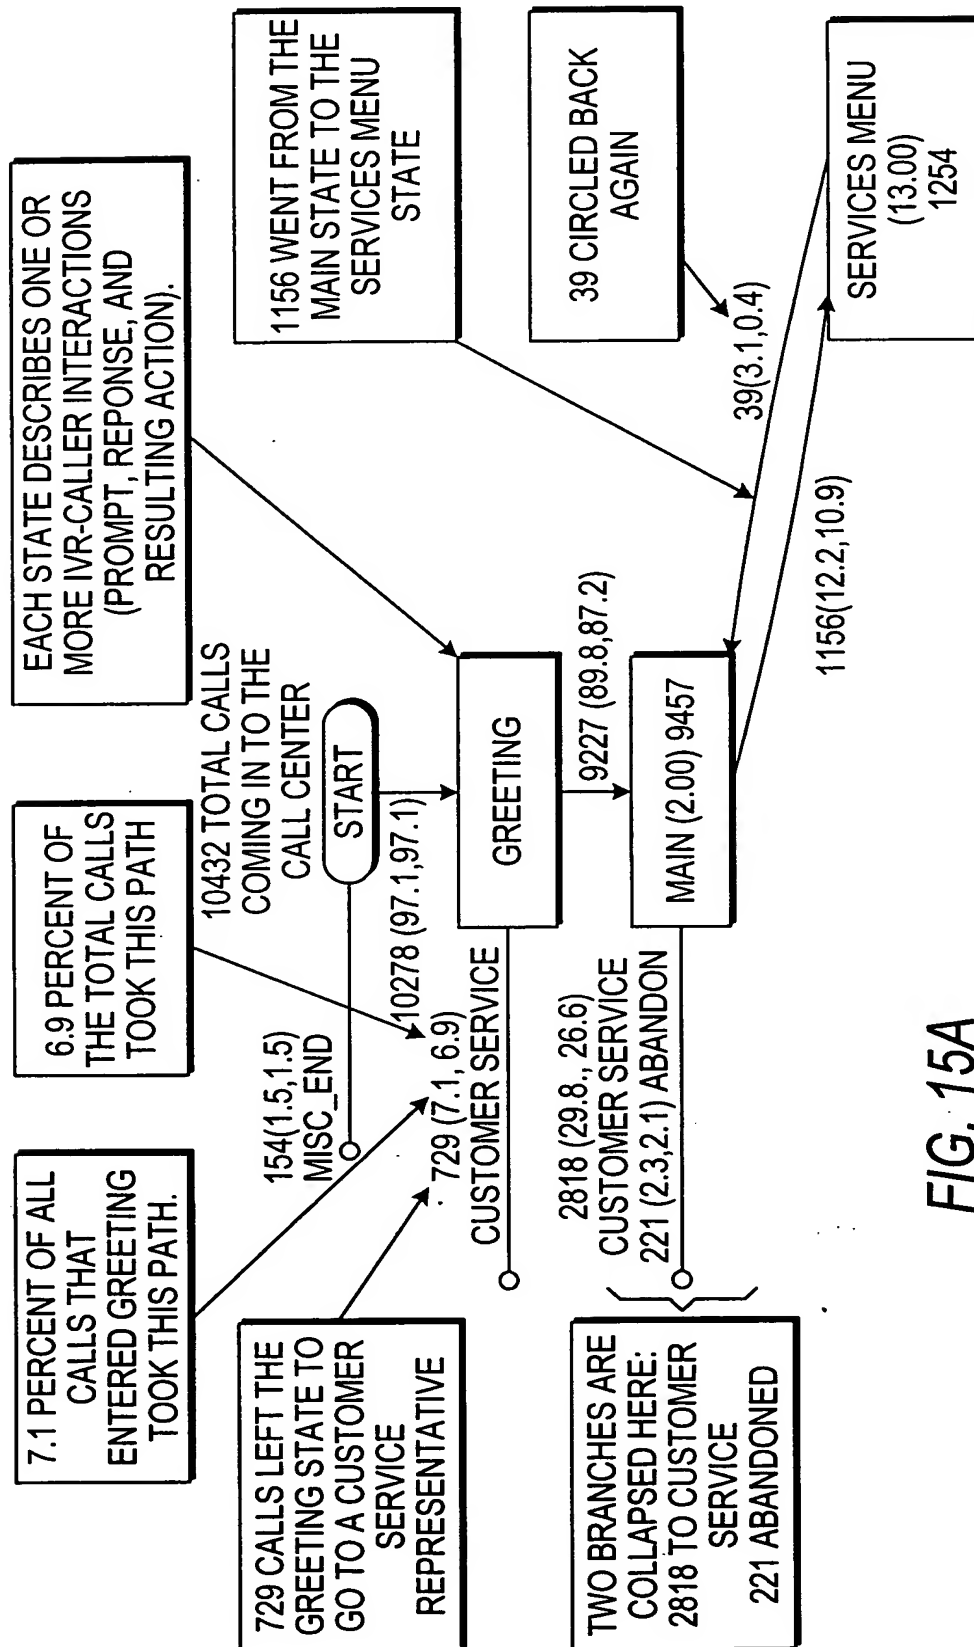 7.1 PERCENT OF ALL
CALLS THAT
ENTERED GREETING
TOOK THIS PATH.
6.9 PERCENT OF
THE TOTAL CALLS
TOOK THIS PATH
EACH STATE DESCRIBES ONE OR
MORE IVR-CALLER INTERACTIONS
(PROMPT, REPONSE, AND
RESULTING ACTION).
10432 TOTAL CALLS
COMING IN TO THE
CALL CENTER
START
154(1.5,1.5)
MISC_END
10278 (97.1,97.1)
729 CALLS LEFT THE
GREETING STATE TO
GO TO A CUSTOMER
SERVICE
REPRESENTATIVE
729 (7.1, 6.9)
CUSTOMER SERVICE
GREETING
1156 WENT FROM THE
MAIN STATE TO THE
SERVICES MENU
STATE
9227 (89.8,87.2)
39 CIRCLED BACK
AGAIN
TWO BRANCHES ARE
COLLAPSED HERE:
2818 TO CUSTOMER
SERVICE
221 ABANDONED
2818 (29.8., 26.6)
CUSTOMER SERVICE
221 (2.3,2.1) ABANDON
MAIN (2.00) 9457
39(3.1,0.4)
1156(12.2,10.9)
SERVICES MENU
(13.00)
1254
FIG. 15A